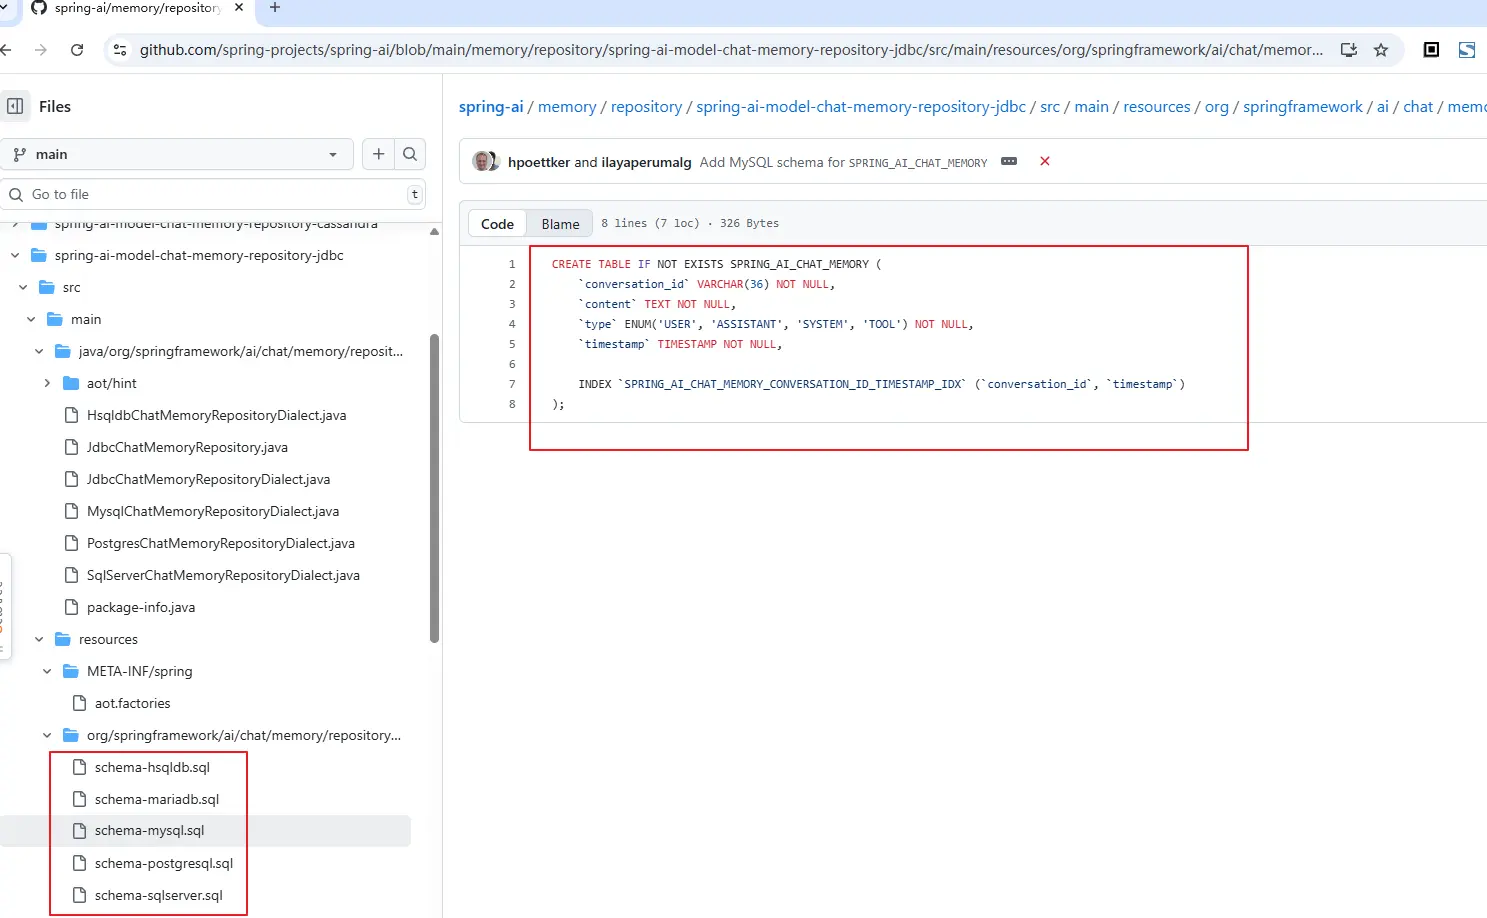 spring-ai/memory/repository
github.com/spring-projects/spring-ai/blob/main/memory/repository/spring-ai-model-chat-memory-repository-jdbc/src/main/resources/org/springframework/ai/chat/memor...
Files
main
Go to file
t
spring-ai-model-chat-memory-repository-cassandra
spring-ai-model-chat-memory-repository-jdbc
src
main
java/org/springframework/ai/chat/memory/reposit...
aot/hint
HsqldbChatMemoryRepositoryDialect.java
JdbcChatMemoryRepository.java
JdbcChatMemoryRepositoryDialect.java
MysqlChatMemoryRepositoryDialect.java
PostgresChatMemoryRepositoryDialect.java
SqlServerChatMemoryRepositoryDialect.java
package-info.java
resources
META-INF/spring
aot.factories
org/springframework/ai/chat/memory/repository...
schema-hsqldb.sql
schema-mariadb.sql
schema-mysql.sql
schema-postgresql.sql
schema-sqlserver.sql
spring-ai / memory / repository / spring-ai-model-chat-memory-repository-jdbc / src / main / resources / org / springframework / ai / chat / memo
hpoettker and ilayaperumalg Add MySQL schema for SPRING_AI_CHAT_MEMORY
Code Blame 8 lines (7 loc) · 326 Bytes
1 CREATE TABLE IF NOT EXISTS SPRING_AI_CHAT_MEMORY (
2 `conversation_id` VARCHAR(36) NOT NULL,
3 `content` TEXT NOT NULL,
4 `type` ENUM('USER', 'ASSISTANT', 'SYSTEM', 'TOOL') NOT NULL,
5 `timestamp` TIMESTAMP NOT NULL,
6
7 INDEX `SPRING_AI_CHAT_MEMORY_CONVERSATION_ID_TIMESTAMP_IDX` (`conversation_id`, `timestamp`)
8 );